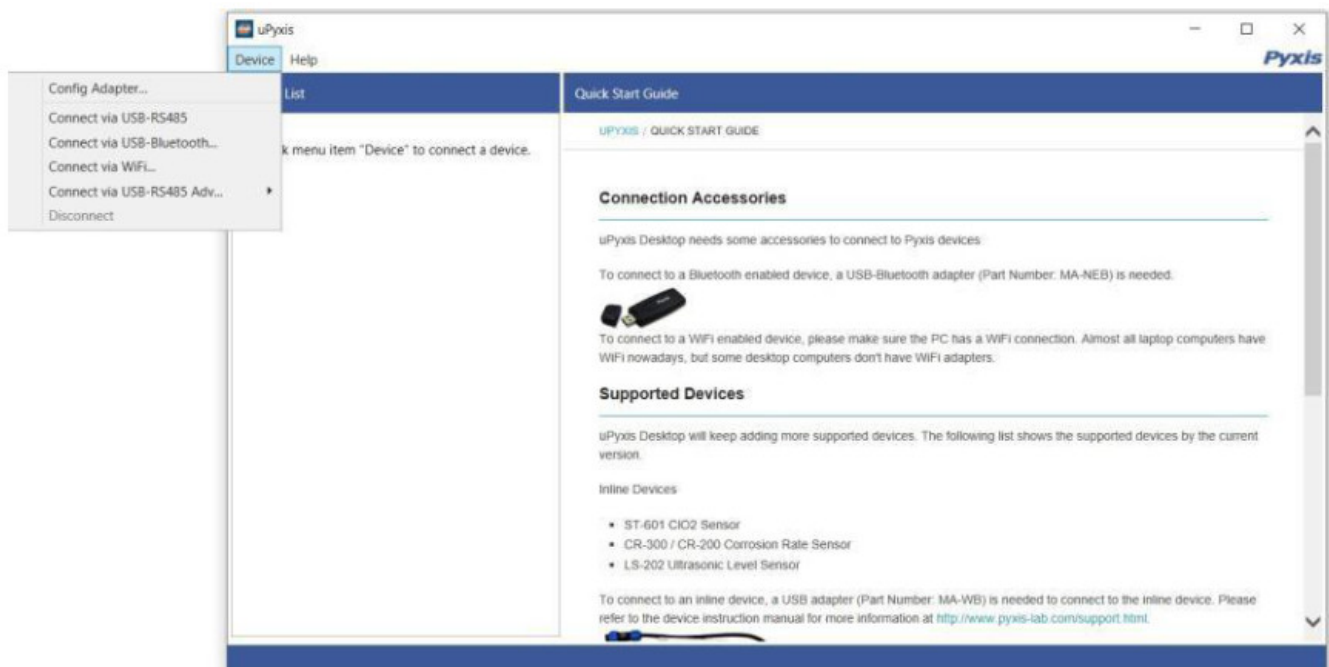 uPyxis
Device Help
Pyxis
Config Adapter...
Connect via USB-RS485
Connect via USB-Bluetooth...
Connect via WiFi...
Connect via USB-RS485 Adv...
Disconnect
List
k menu item "Device" to connect a device.
Quick Start Guide
UPYXIS / QUICK START GUIDE
Connection Accessories
uPyxis Desktop needs some accessories to connect to Pyxis devices
To connect to a Bluetooth enabled device, a USB-Bluetooth adapter (Part Number: MA-NEB) is needed.
To connect to a WiFi enabled device, please make sure the PC has a WiFi connection. Almost all laptop computers have
WiFi nowadays, but some desktop computers don't have WiFi adapters.
Supported Devices
uPyxis Desktop will keep adding more supported devices. The following list shows the supported devices by the current
version.
Inline Devices
• ST-601 ClO2 Sensor
• CR-300 / CR-200 Corrosion Rate Sensor
• LS-202 Ultrasonic Level Sensor
To connect to an inline device, a USB adapter (Part Number: MA-WB) is needed to connect to the inline device. Please
refer to the device instruction manual for more information at http://www.pyxis-lab.com/support.html.